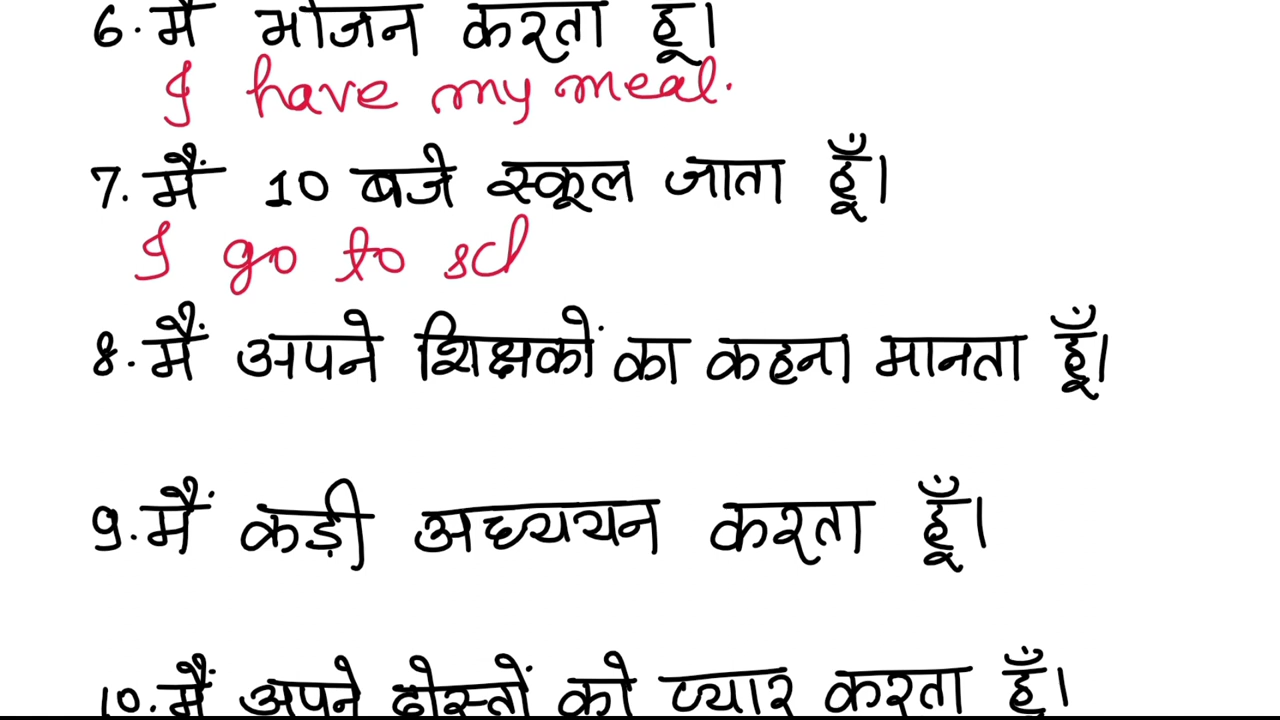 6. मैं भोजन करता हूँ।
I have my meal.
7. मैं 10 बजे स्कूल जाता हूँ।
I go to sch
8. मैं अपने शिक्षकों का कहना मानता हूँ।
9. मैं कड़ी अध्ययन करता हूँ।
10. मैं अपने दोस्तों को प्यार करता हूँ।